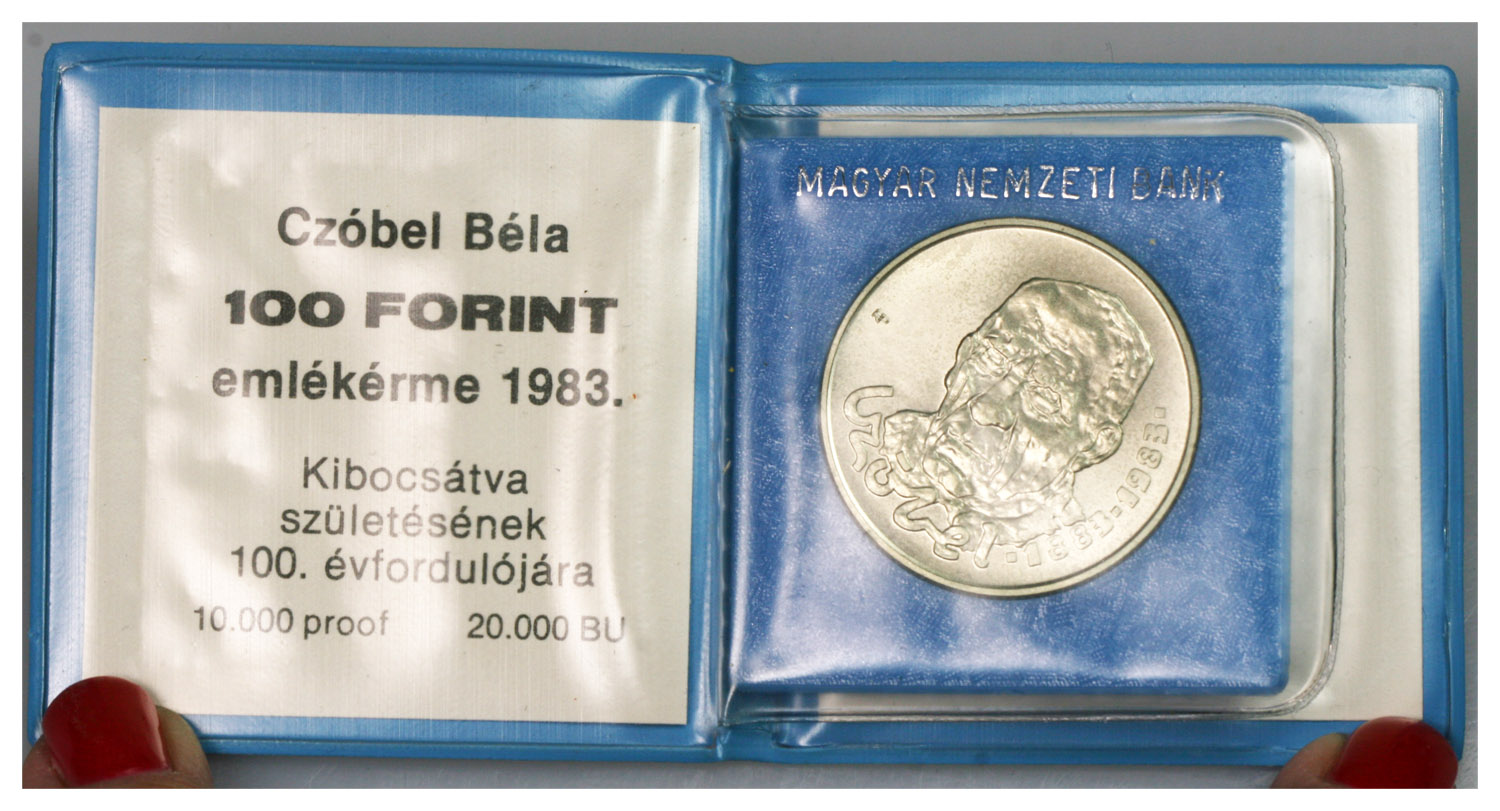 Czóbel Béla
100 FORINT
emlékérme 1983.
Kibocsátva
születésének
100. évfordulójára
10.000 proof 20.000 BU
MAGYAR NEMZETI BANK
Czóbel·1883·1983·